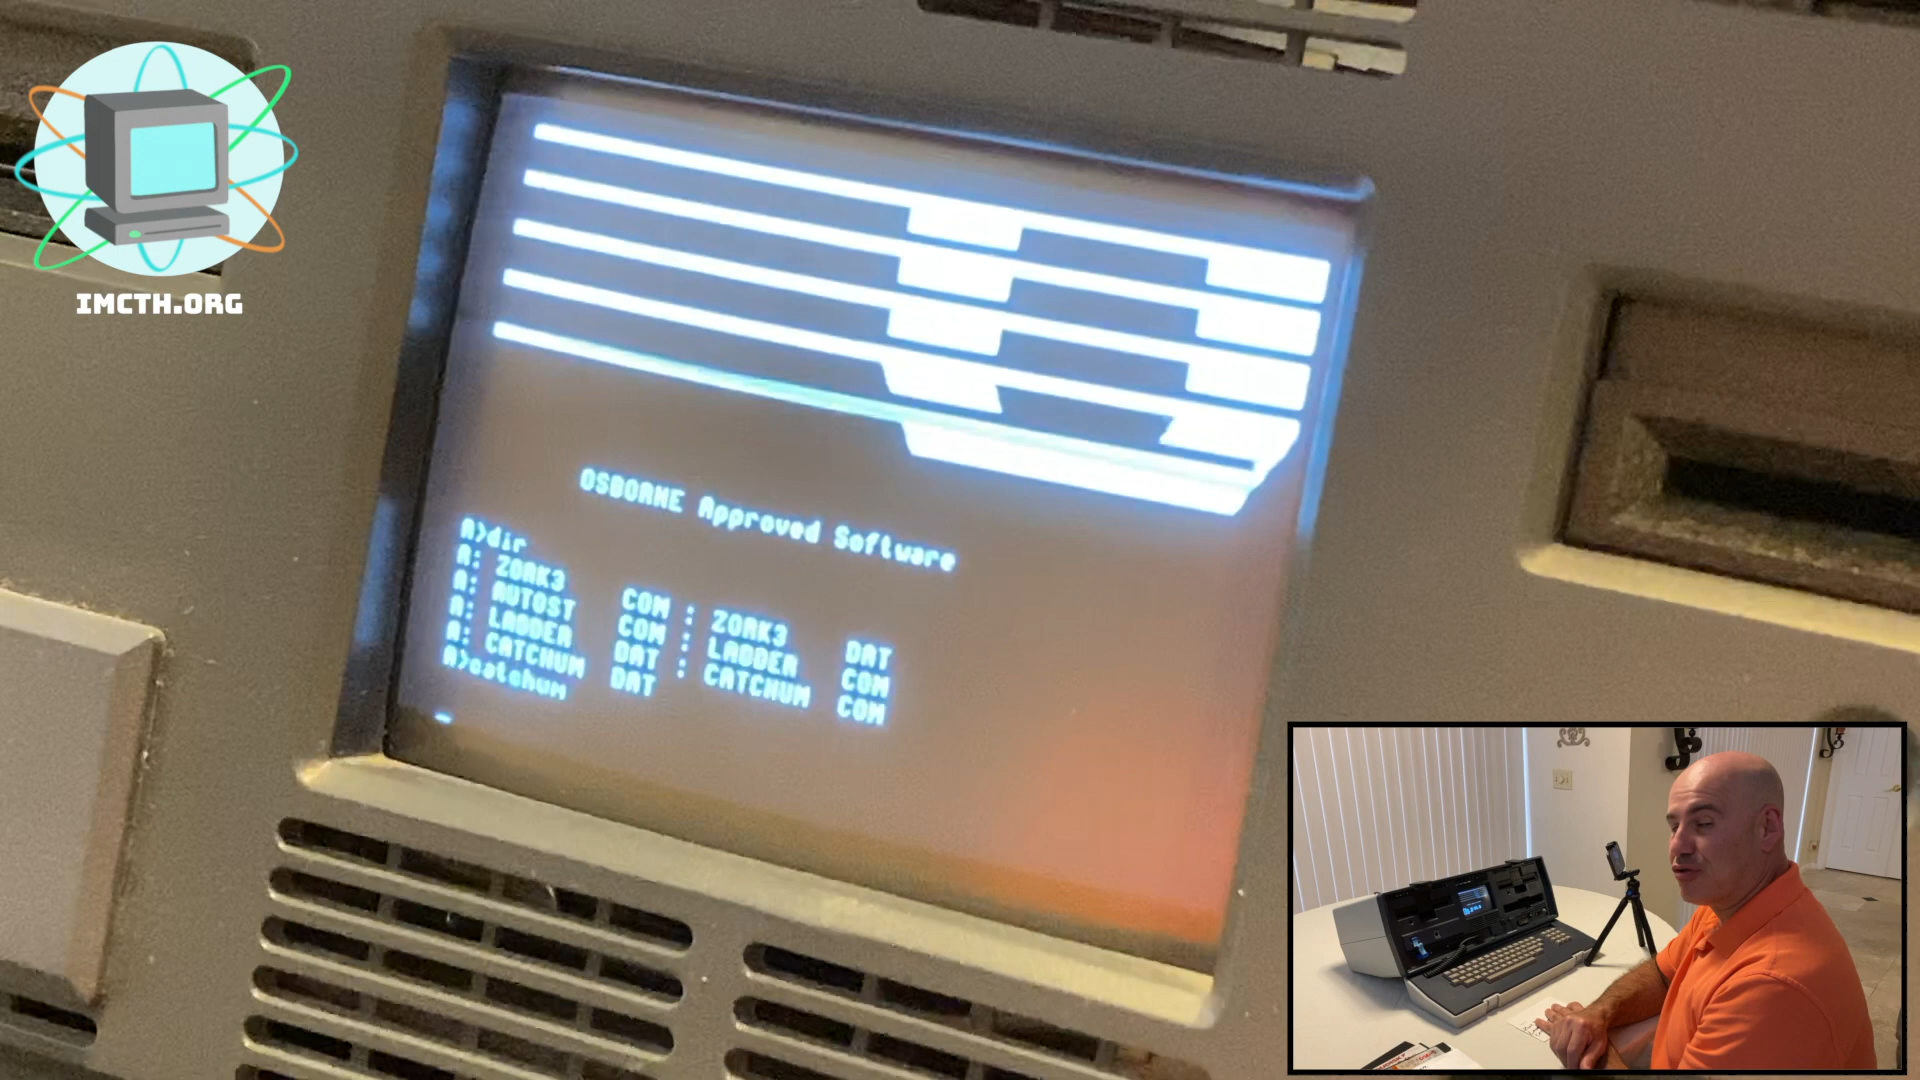 IMCTH.ORG
OSBORNE Approved Software
A>dir
A: ZORK3 COM : ZORK3 DAT
A: AUTOST COM : LADDER COM
A: LADDER DAT : CATCHUM COM
A: CATCHUM DAT
A>catchum